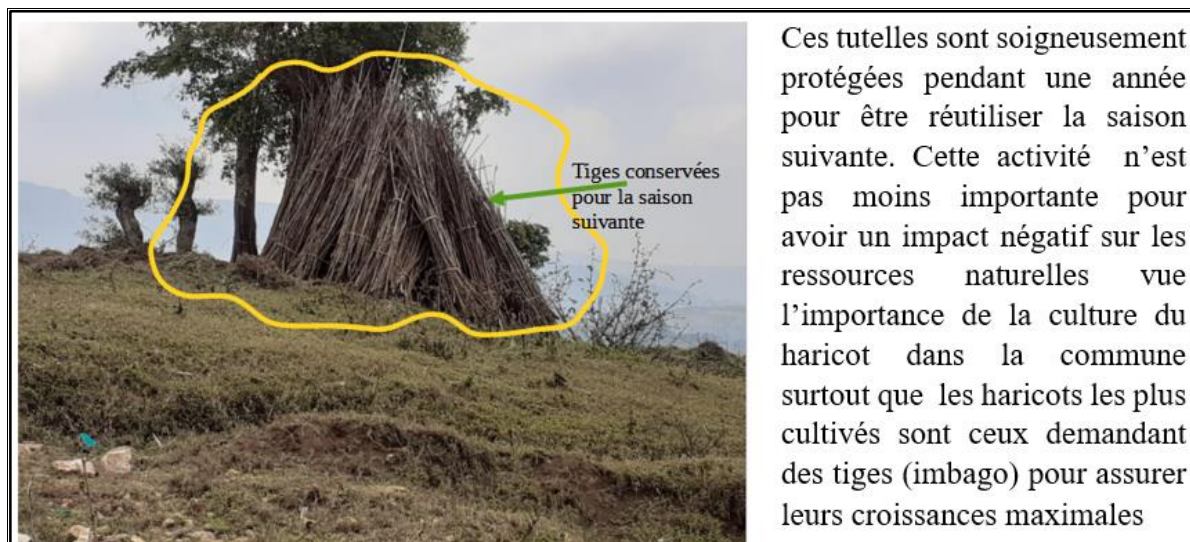 Tiges conservées
pour la saison
suivante
Ces tutelles sont soigneusement
protégées pendant une année
pour être réutiliser la saison
suivante. Cette activité n’est
pas moins importante pour
avoir un impact négatif sur les
ressources naturelles vue
l’importance de la culture du
haricot dans la commune
surtout que les haricots les plus
cultivés sont ceux demandant
des tiges (imbago) pour assurer
leurs croissances maximales